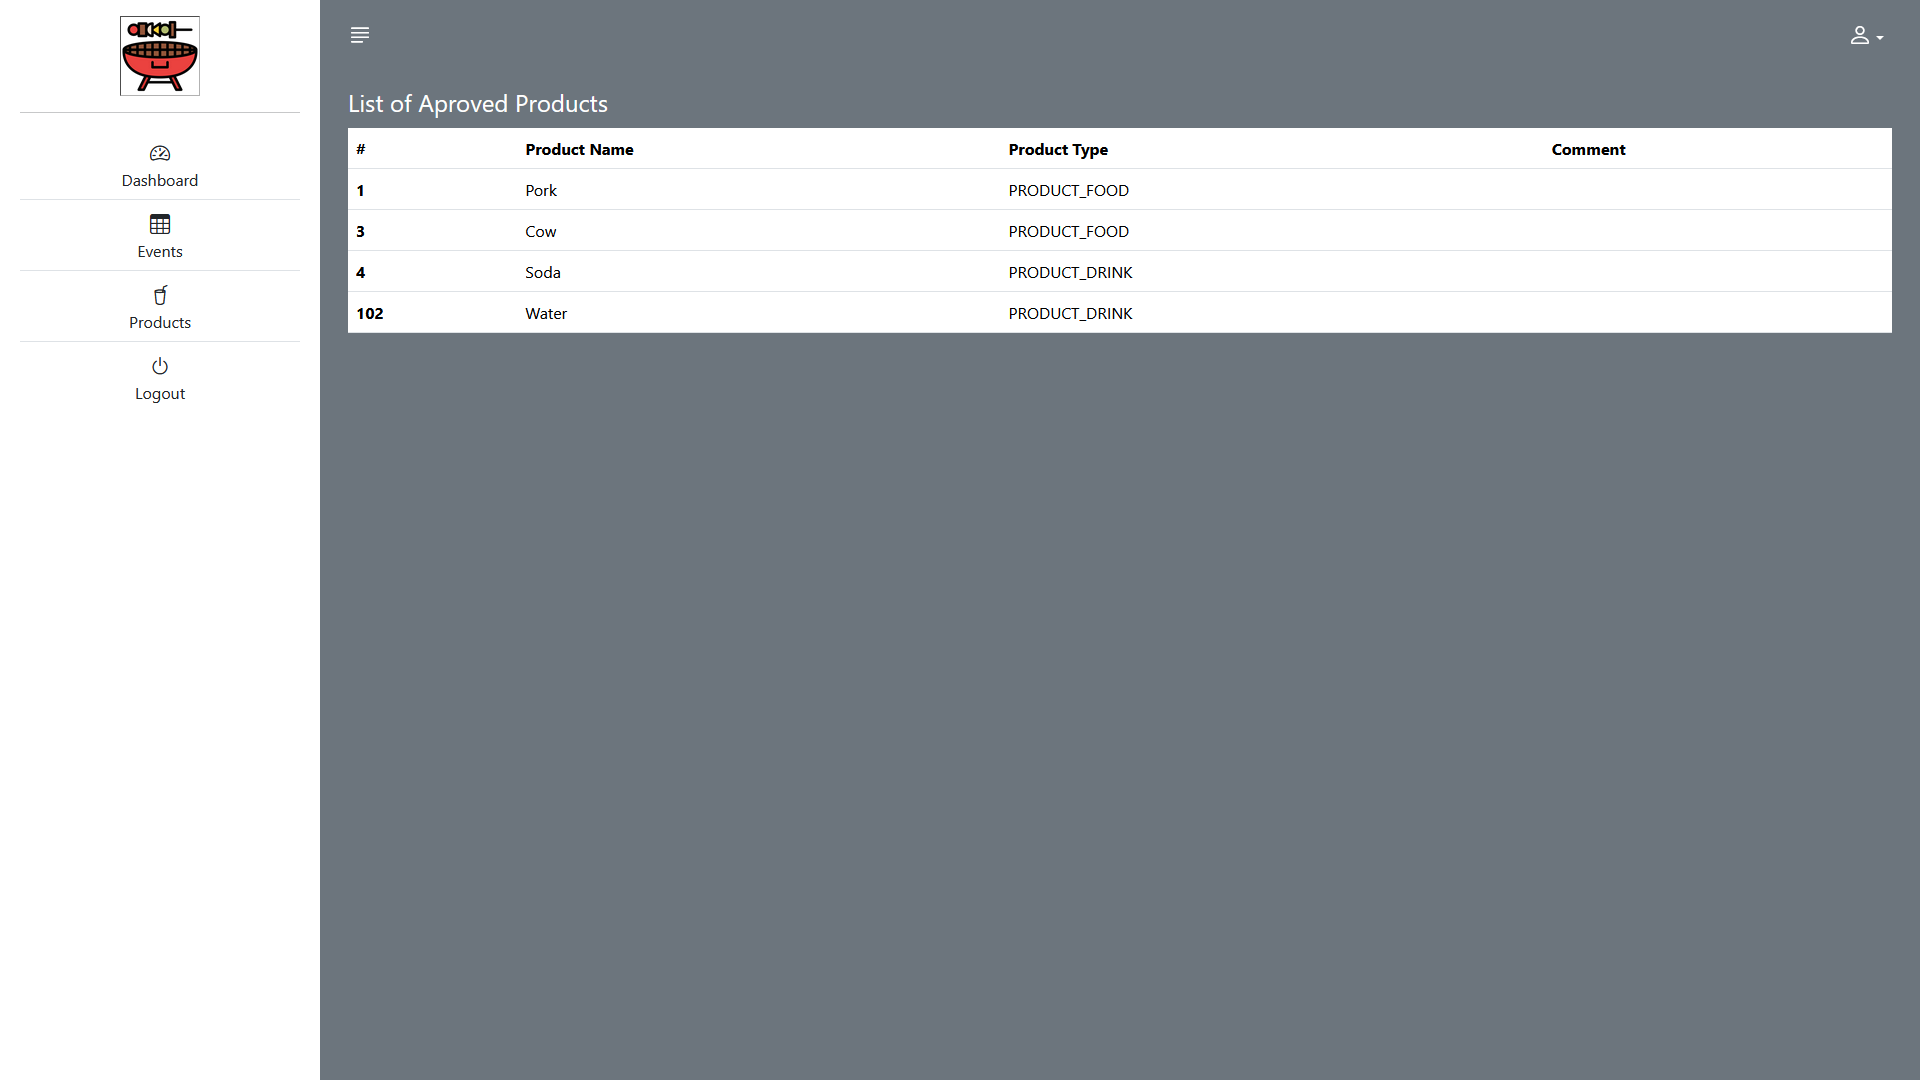 Dashboard
Events
Products
Logout
List of Aproved Products
# Product Name Product Type Comment
1 Pork PRODUCT_FOOD
3 Cow PRODUCT_FOOD
4 Soda PRODUCT_DRINK
102 Water PRODUCT_DRINK